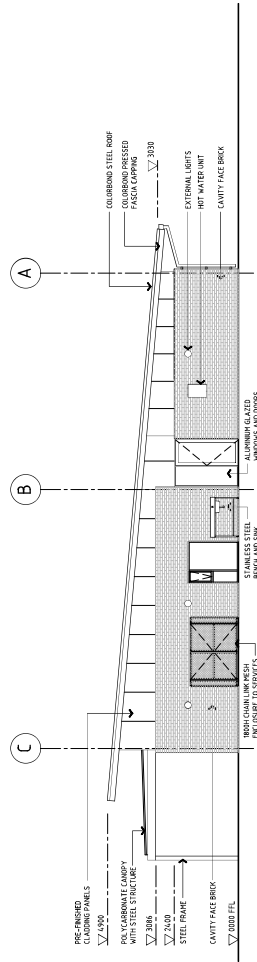 C
B
A
PRE-FINISHED
CLADDING PANELS
4900
POLYCARBONATE CANOPY
WITH STEEL STRUCTURE
3086
2400
STEEL FRAME
CAVITY FACE BRICK
0000 FFL
1800H CHAIN LINK MESH
ENCLOSURE TO SERVICES
STAINLESS STEEL
BENCH AND SINK
ALUMINIUM GLAZED
WINDOWS AND DOORS
COLORBOND STEEL ROOF
COLORBOND PRESSED
FASCIA CAPPING
3030
EXTERNAL LIGHTS
HOT WATER UNIT
CAVITY FACE BRICK